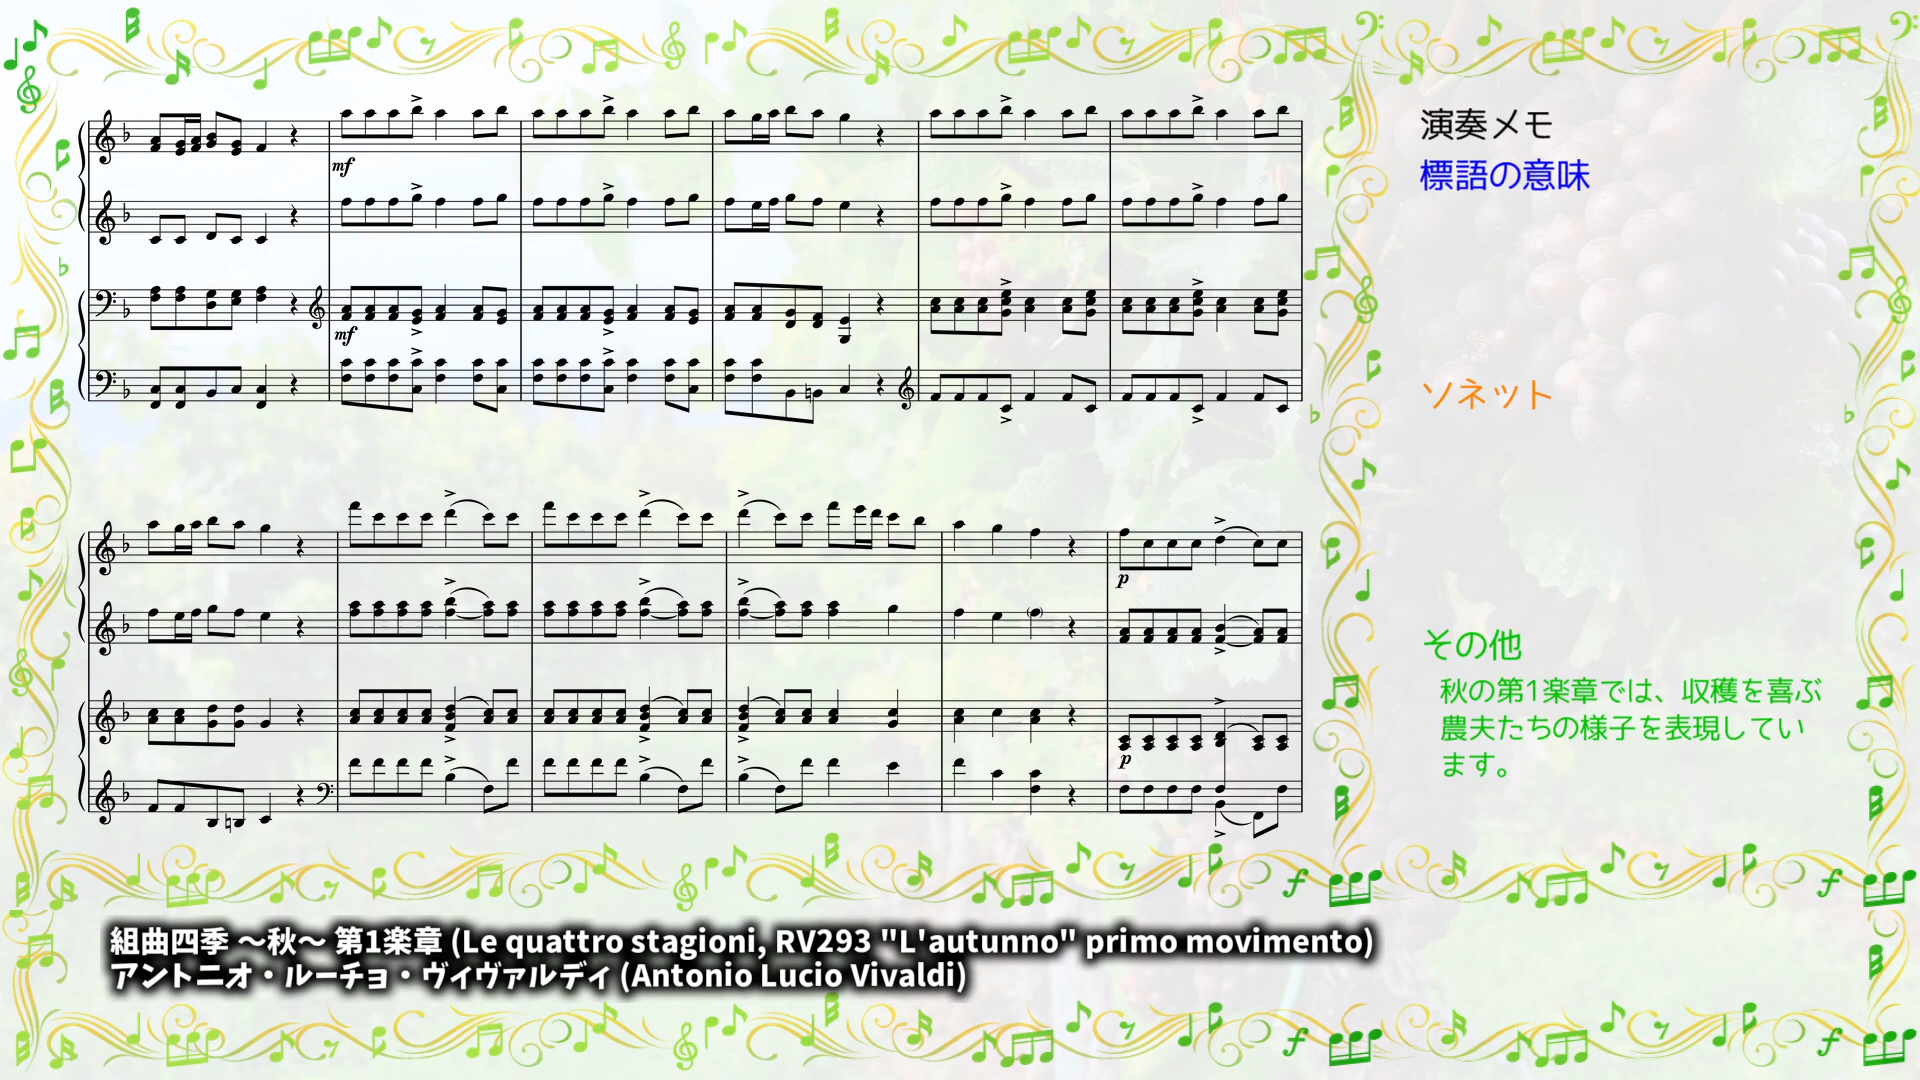 演奏メモ
標語の意味
mf
mf
ソネット
p
p
その他
秋の第1楽章では、収穫を喜ぶ
農夫たちの様子を表現してい
ます。
組曲四季 ～秋～ 第1楽章 (Le quattro stagioni, RV293 "L'autunno" primo movimento)
アントニオ・ルーチョ・ヴィヴァルディ (Antonio Lucio Vivaldi)